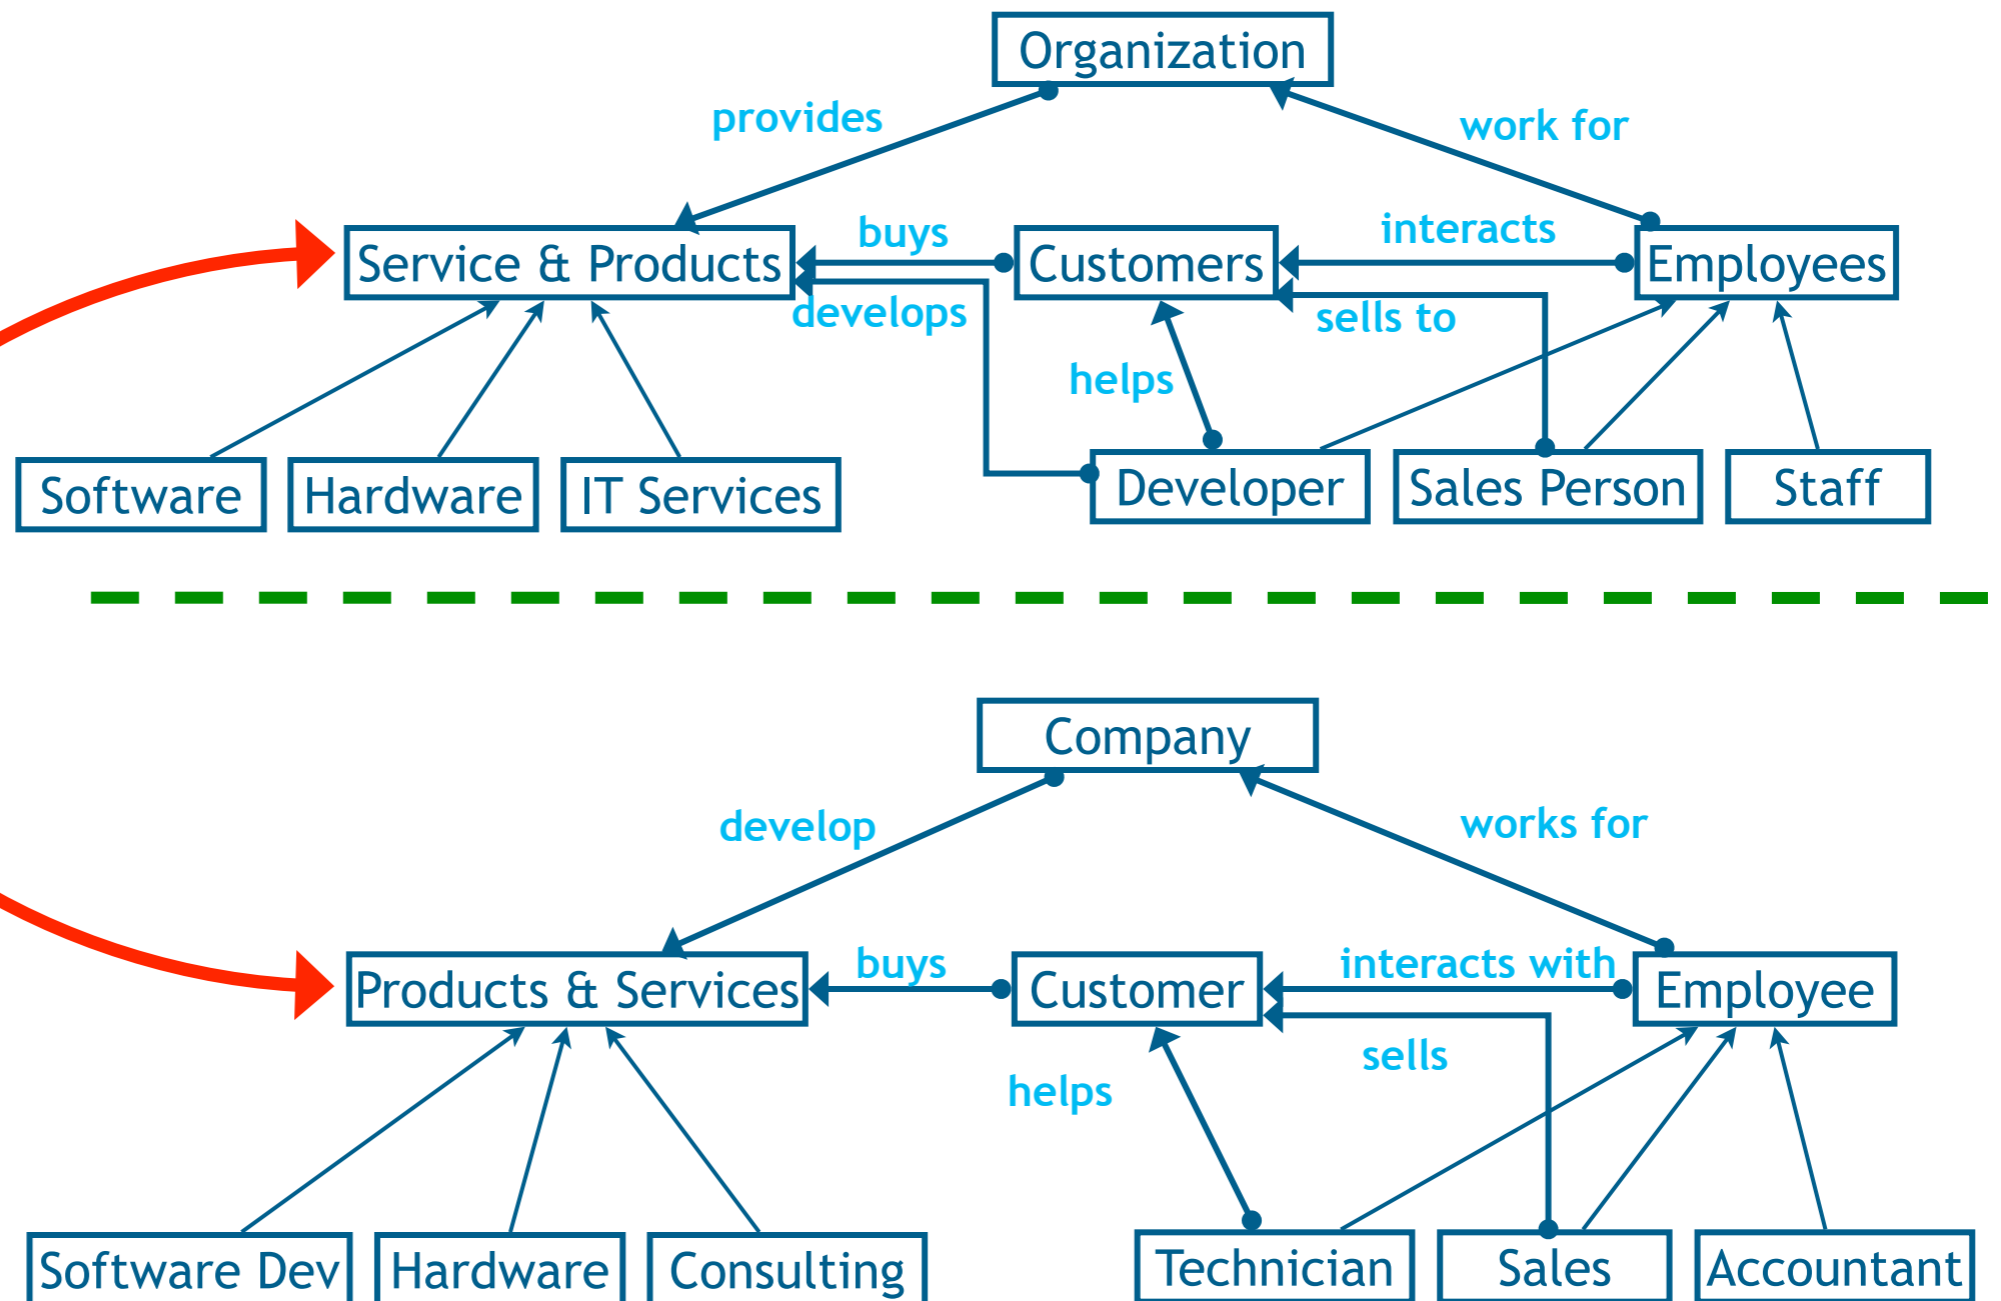 Organization
provides
work for
Service & Products
buys
Customers
interacts
Employees
develops
sells to
helps
Software
Hardware
IT Services
Developer
Sales Person
Staff
Company
develop
works for
Products & Services
buys
Customer
interacts with
Employee
sells
helps
Software Dev
Hardware
Consulting
Technician
Sales
Accountant